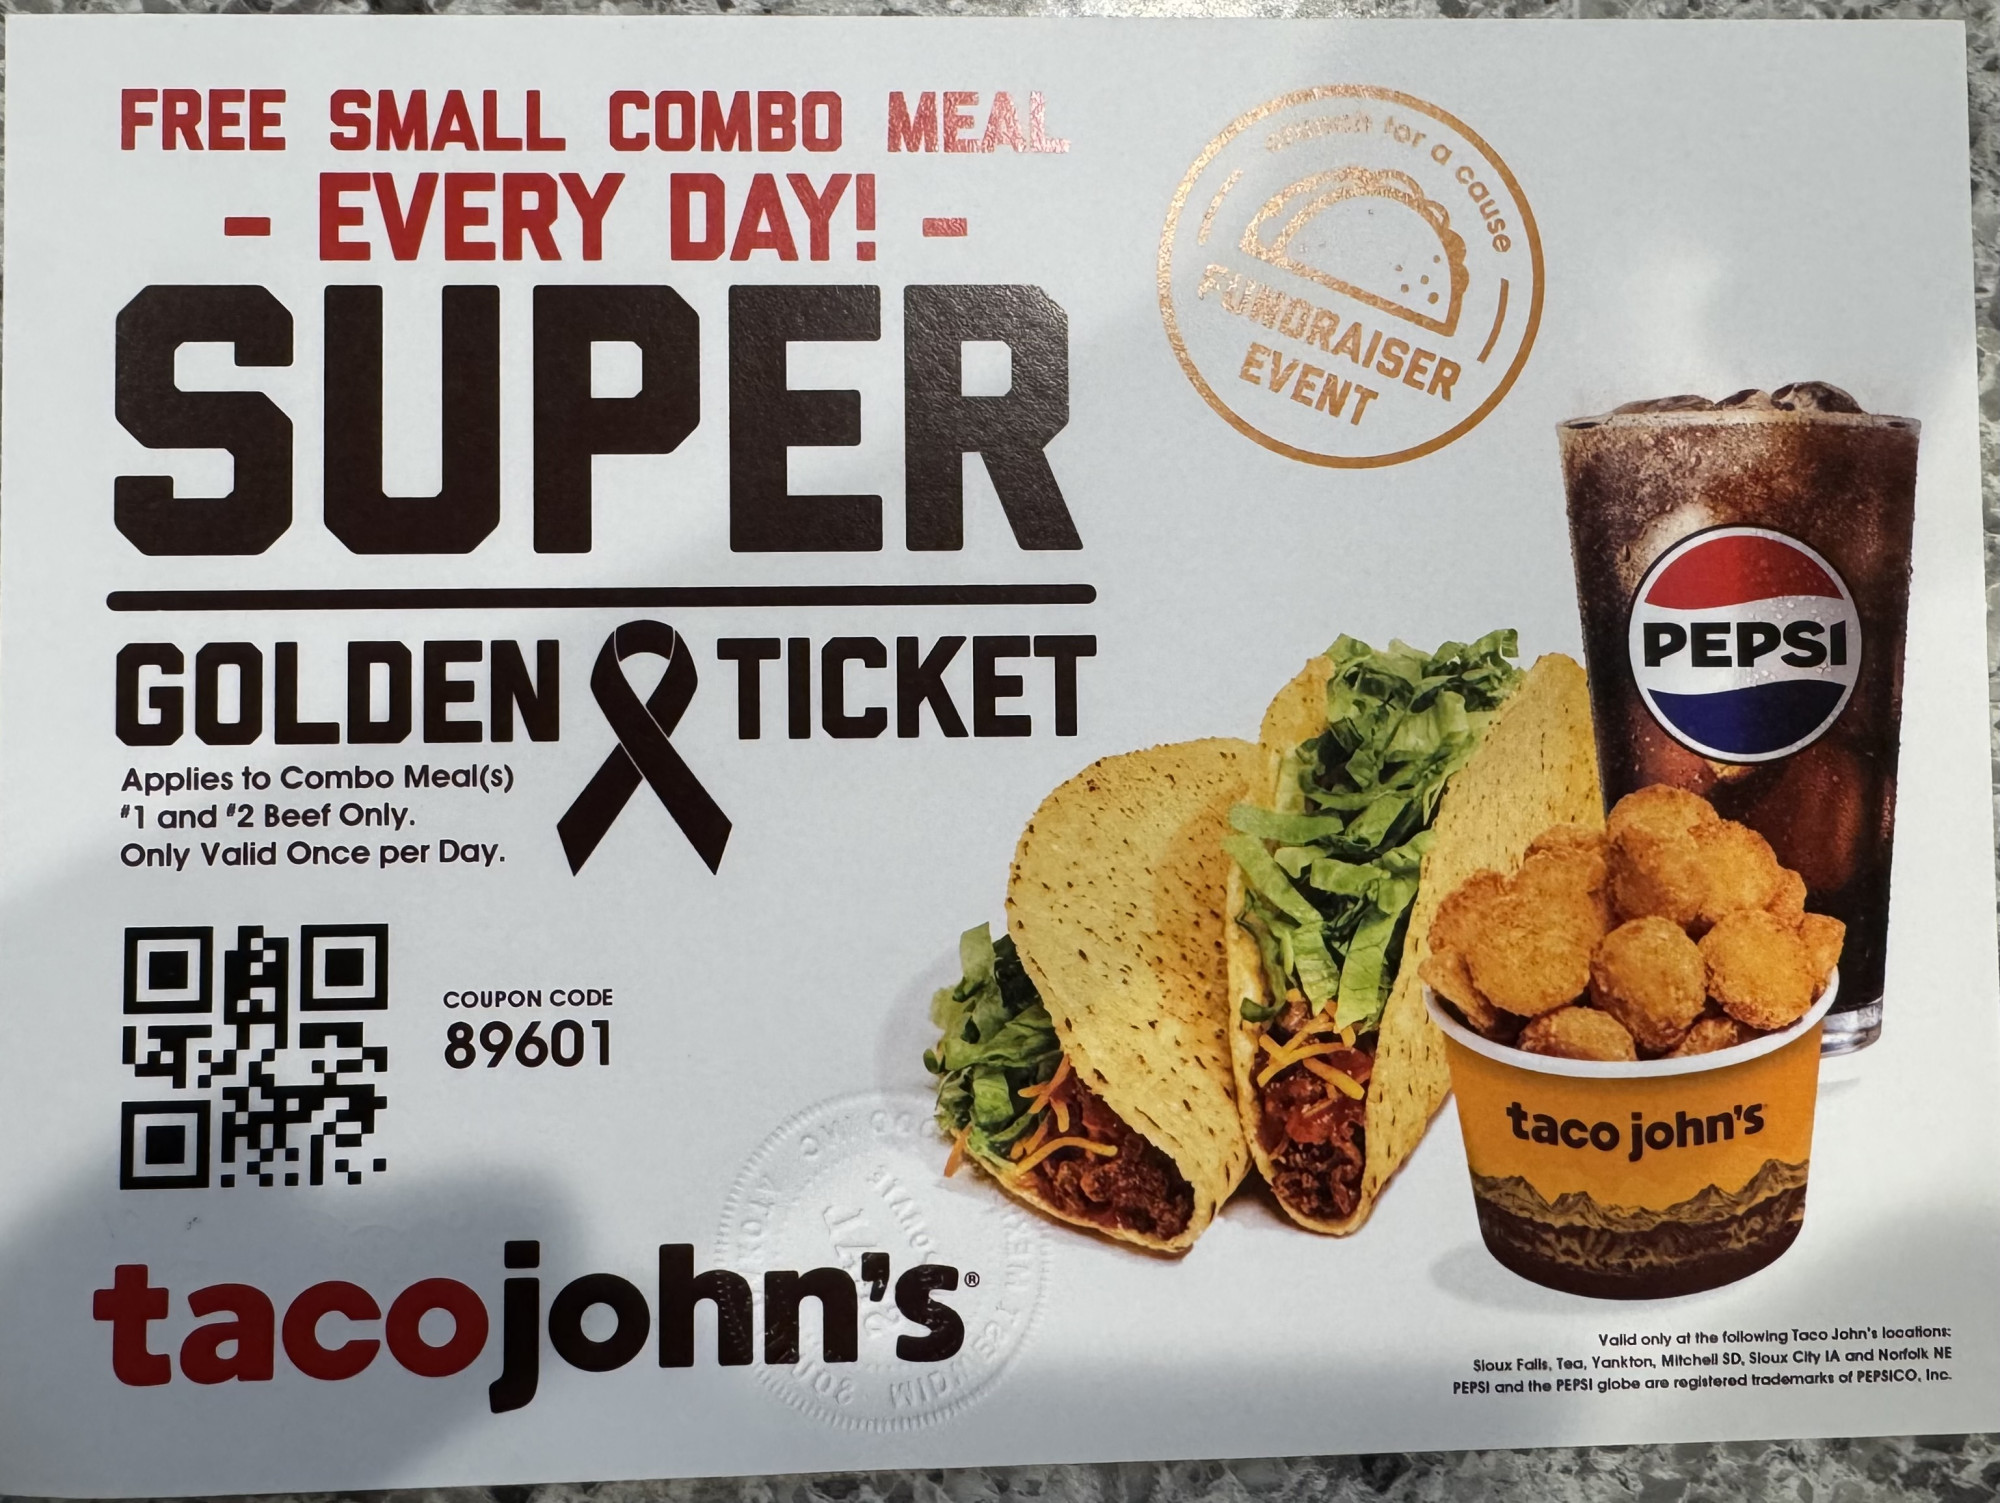 FREE SMALL COMBO MEAL
- EVERY DAY! -
SUPER
GOLDEN TICKET
Applies to Combo Meal(s)
#1 and #2 Beef Only.
Only Valid Once per Day.
COUPON CODE
89601
taco john's®
for a cause
FUNDRAISER
EVENT
PEPSI
taco john's
Valid only at the following Taco John's locations:
Sioux Falls, Tea, Yankton, Mitchell SD, Sioux City IA and Norfolk NE
PEPSI and the PEPSI globe are registered trademarks of PEPSICO, Inc.